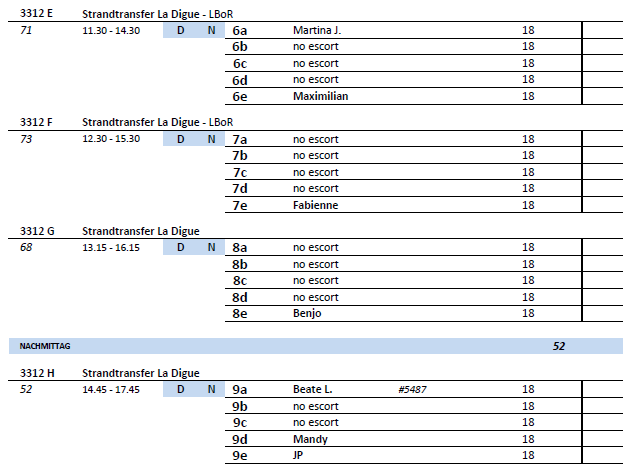 3312 E Strandtransfer La Digue - LBoR
71 11.30 - 14.30 D N 6a Martina J. 18
6b no escort 18
6c no escort 18
6d no escort 18
6e Maximilian 18
3312 F Strandtransfer La Digue - LBoR
73 12.30 - 15.30 D N 7a no escort 18
7b no escort 18
7c no escort 18
7d no escort 18
7e Fabienne 18
3312 G Strandtransfer La Digue
68 13.15 - 16.15 D N 8a no escort 18
8b no escort 18
8c no escort 18
8d no escort 18
8e Benjo 18
NACHMITTAG 52
3312 H Strandtransfer La Digue
52 14.45 - 17.45 D N 9a Beate L. #5487 18
9b no escort 18
9c no escort 18
9d Mandy 18
9e JP 18